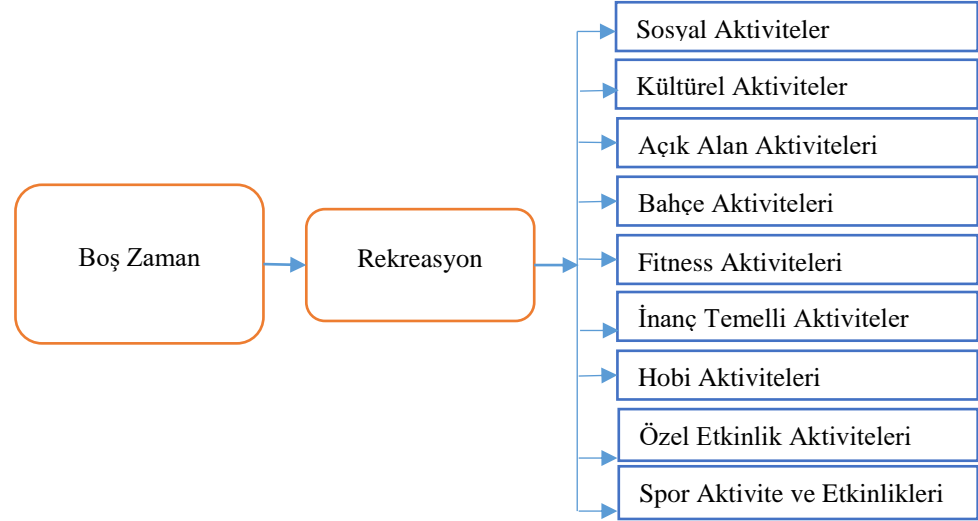 Boş Zaman
Rekreasyon
Sosyal Aktiviteler
Kültürel Aktiviteler
Açık Alan Aktiviteleri
Bahçe Aktiviteleri
Fitness Aktiviteleri
İnanç Temelli Aktiviteler
Hobi Aktiviteleri
Özel Etkinlik Aktiviteleri
Spor Aktivite ve Etkinlikleri